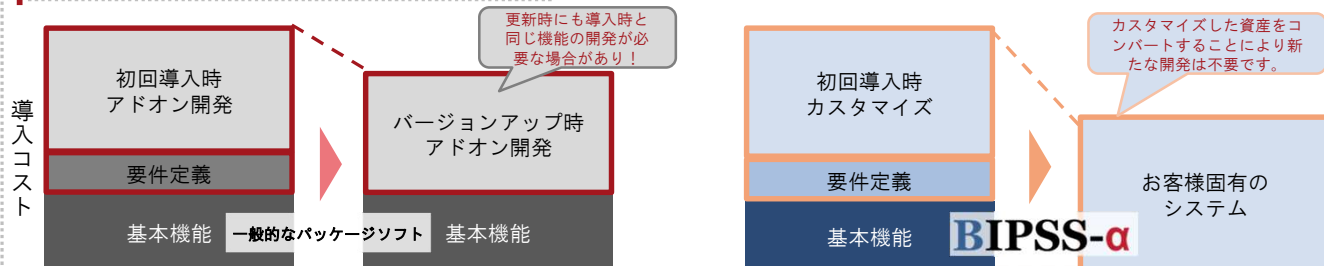 導入コスト
初回導入時
アドオン開発
要件定義
基本機能
一般的なパッケージソフト
更新時にも導入時と
同じ機能の開発が必
要な場合があり！
バージョンアップ時
アドオン開発
基本機能
初回導入時
カスタマイズ
要件定義
基本機能
BIPSS-α
カスタマイズした資産をコ
ンバートすることにより新
たな開発は不要です。
お客様固有の
システム